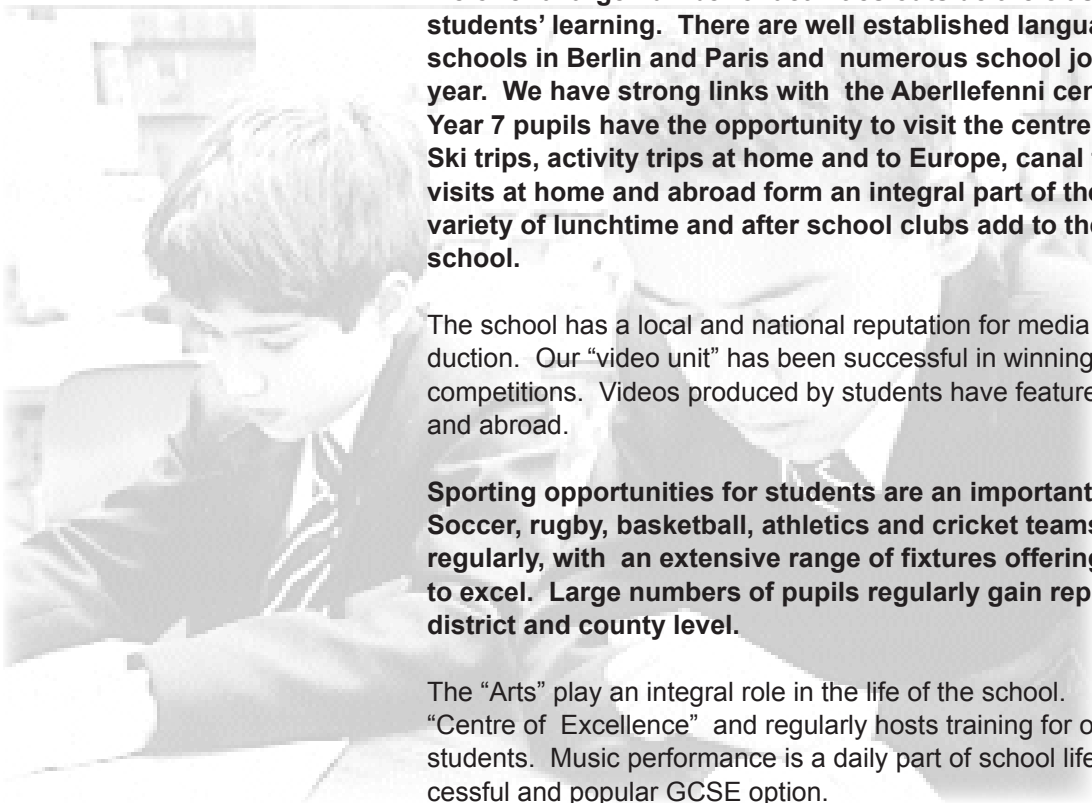 students’ learning. There are well established
schools in Berlin and Paris and numerous school
year. We have strong links with the Aberllefenni
Year 7 pupils have the opportunity to visit the centre
Ski trips, activity trips at home and to Europe, canal
visits at home and abroad form an integral part of
variety of lunchtime and after school clubs add to
school.
The school has a local and national reputation for media
duction. Our “video unit” has been successful in winning
competitions. Videos produced by students have
and abroad.
Sporting opportunities for students are an important
Soccer, rugby, basketball, athletics and cricket teams
regularly, with an extensive range of fixtures offering
to excel. Large numbers of pupils regularly gain
district and county level.
The “Arts” play an integral role in the life of the school.
“Centre of Excellence” and regularly hosts training for
students. Music performance is a daily part of school life
cessful and popular GCSE option.